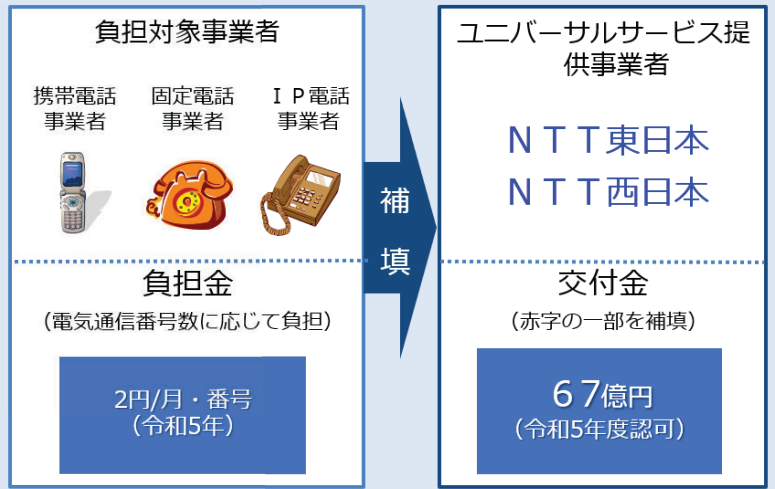 負担対象事業者
携帯電話
事業者
固定電話
事業者
ＩＰ電話
事業者
負担金
(電気通信番号数に応じて負担)
2円/月・番号
(令和5年)
補
填
ユニバーサルサービス提
供事業者
ＮＴＴ東日本
ＮＴＴ西日本
交付金
(赤字の一部を補填)
６７億円
(令和5年度認可)